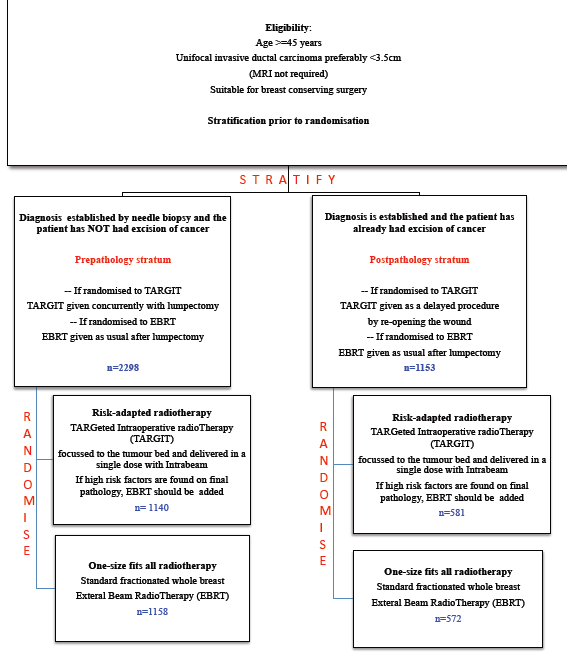 Eligibility:
Age >=45 years
Unifocal invasive ductal carcinoma preferably <3.5cm
(MRI not required)
Suitable for breast conserving surgery
Stratification prior to randomisation
S T R A T I F Y
Diagnosis established by needle biopsy and the
patient has NOT had excision of cancer
Prepathology stratum
-- If randomised to TARGIT
TARGIT given concurrently with lumpectomy
-- If randomised to EBRT
EBRT given as usual after lumpectomy
n=2298
Diagnosis is established and the patient has
already had excision of cancer
Postpathology stratum
-- If randomised to TARGIT
TARGIT given as a delayed procedure
by re-opening the wound
-- If randomised to EBRT
EBRT given as usual after lumpectomy
n=1153
R
A
N
D
O
M
I
S
E
Risk-adapted radiotherapy
TARGeted Intraoperative radioTherapy
(TARGIT)
focussed to the tumour bed and delivered in a
single dose with Intrabeam
If high risk factors are found on final
pathology, EBRT should be added
n= 1140
One-size fits all radiotherapy
Standard fractionated whole breast
Exteral Beam RadioTherapy (EBRT)
n=1158
R
A
N
D
O
M
I
S
E
Risk-adapted radiotherapy
TARGeted Intraoperative radioTherapy
(TARGIT)
focussed to the tumour bed and delivered in a
single dose with Intrabeam
If high risk factors are found on final
pathology, EBRT should be added
n=581
One-size fits all radiotherapy
Standard fractionated whole breast
Exteral Beam RadioTherapy (EBRT)
n=572